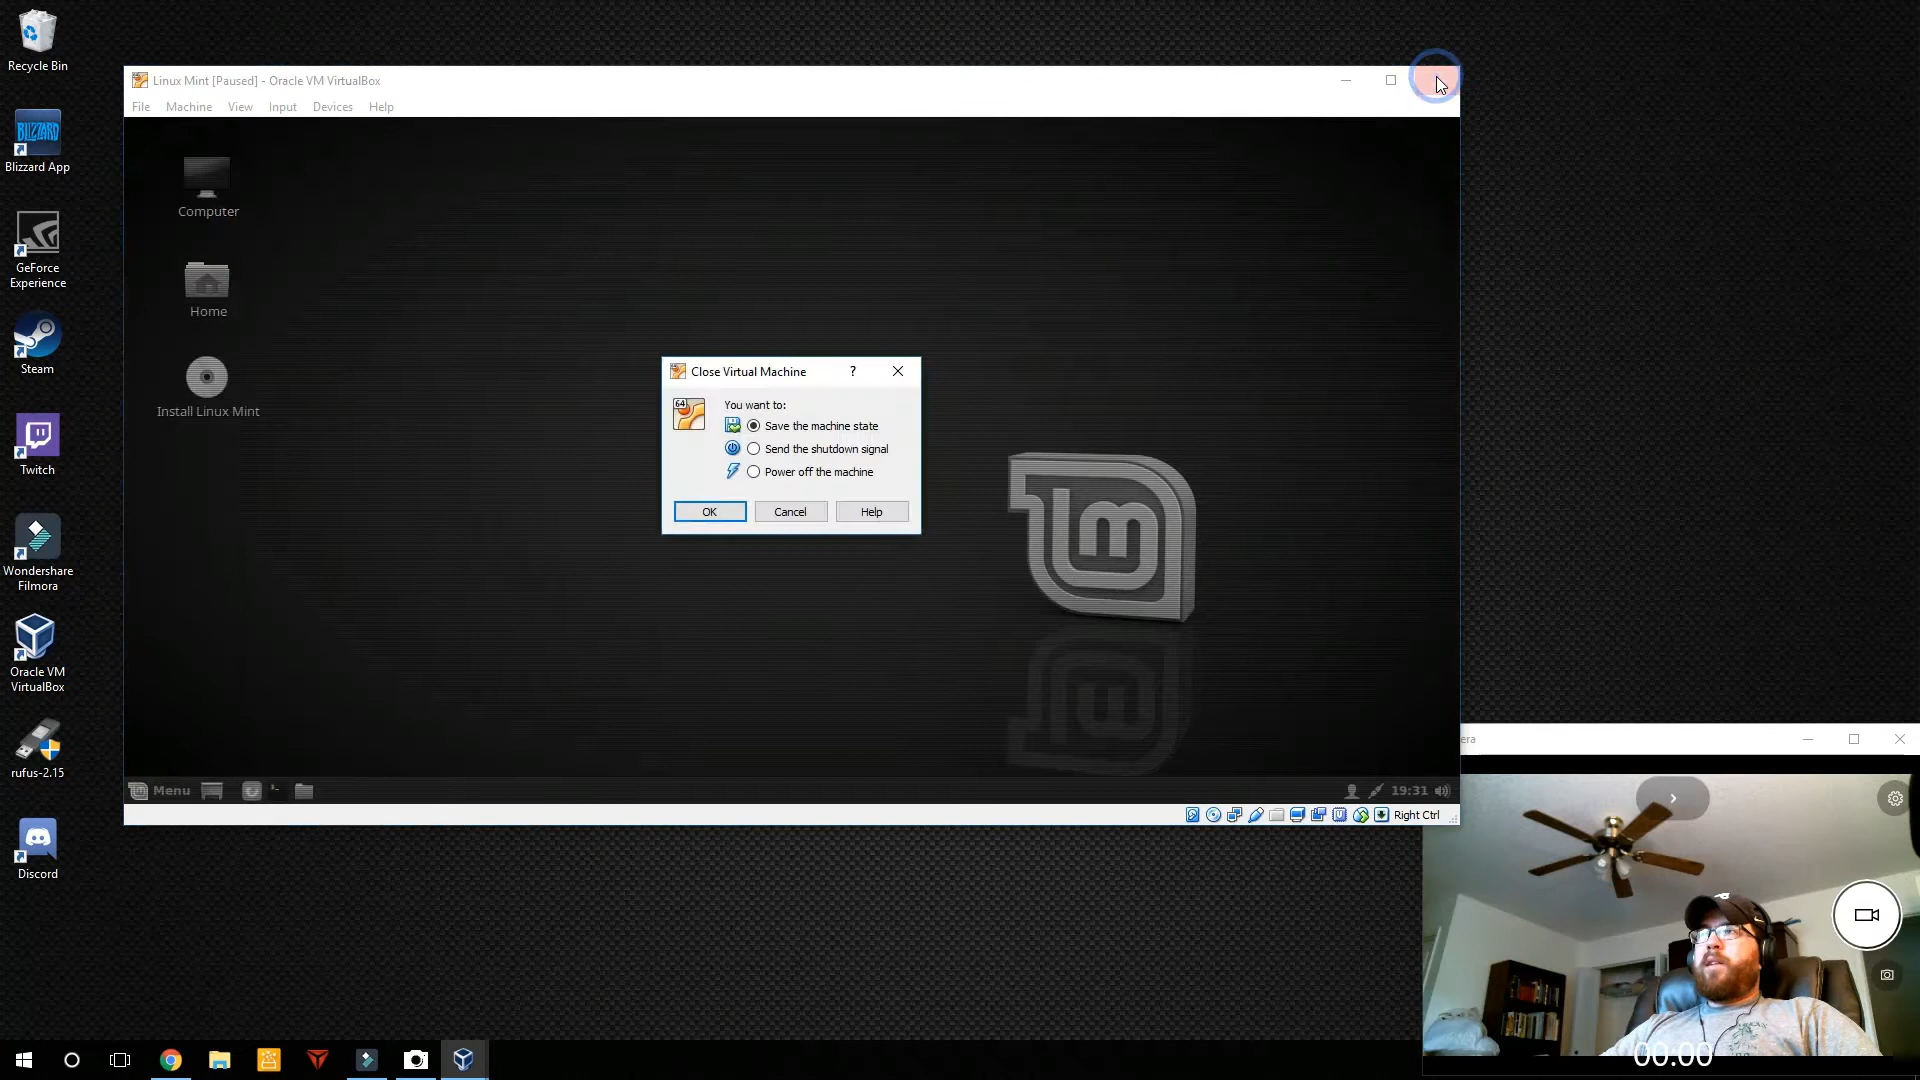 Recycle Bin
Blizzard App
GeForce
Experience
Steam
Twitch
Wondershare
Filmora
Oracle VM
VirtualBox
rufus-2.15
Discord
Linux Mint [Paused] - Oracle VM VirtualBox
File Machine View Input Devices Help
Computer
Home
Install Linux Mint
Close Virtual Machine
?
64
You want to:
Save the machine state
Send the shutdown signal
Power off the machine
OK Cancel Help
Menu
19:31
Right Ctrl
era
00:00
BLIZZARD